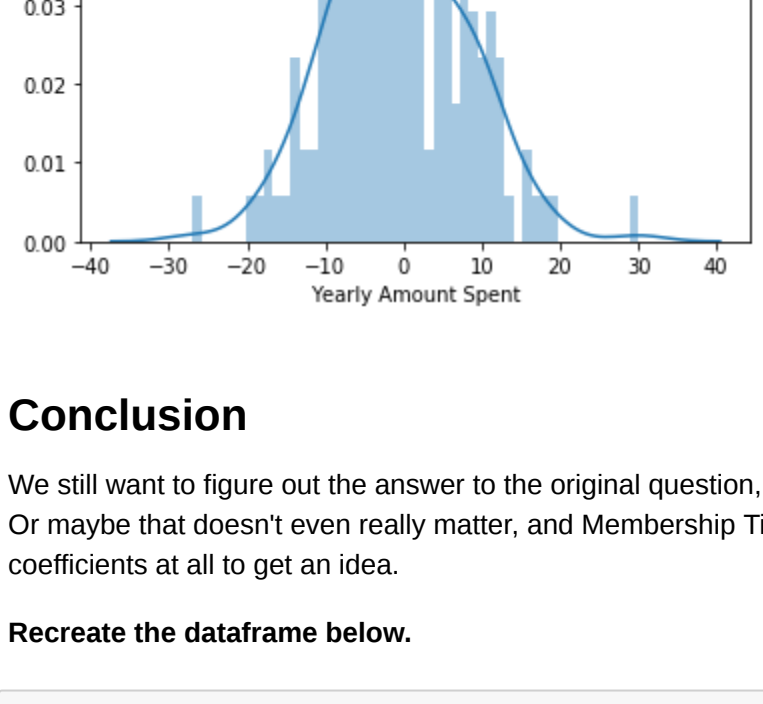 0.03
0.02
0.01
0.00
−40 −30 −20 −10 0 10 20 30 40
Yearly Amount Spent
Conclusion
We still want to figure out the answer to the original question,
Or maybe that doesn't even really matter, and Membership Ti
coefficients at all to get an idea.
Recreate the dataframe below.